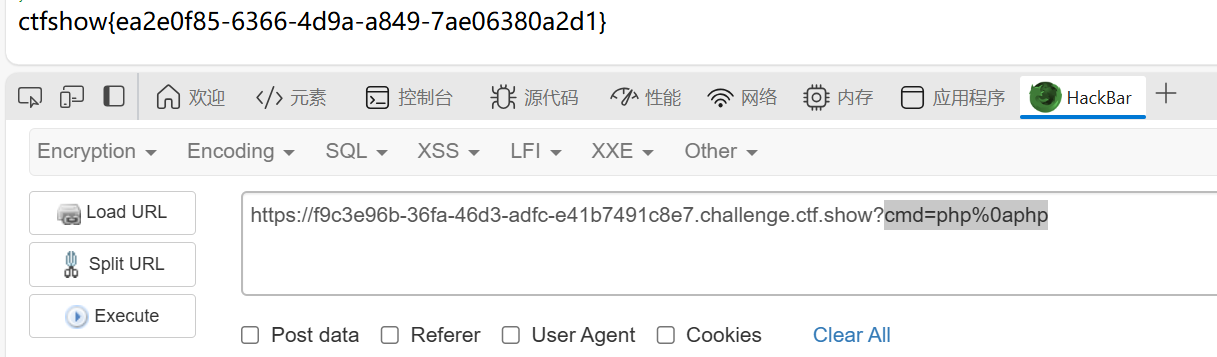 ctfshow{ea2e0f85-6366-4d9a-a849-7ae06380a2d1}
欢迎 元素 控制台 源代码 性能 网络 内存 应用程序 HackBar
Encryption Encoding SQL XSS LFI XXE Other
Load URL https://f9c3e96b-36fa-46d3-adfc-e41b7491c8e7.challenge.ctf.show?cmd=php%0aphp
Split URL
Execute
Post data Referer User Agent Cookies Clear All